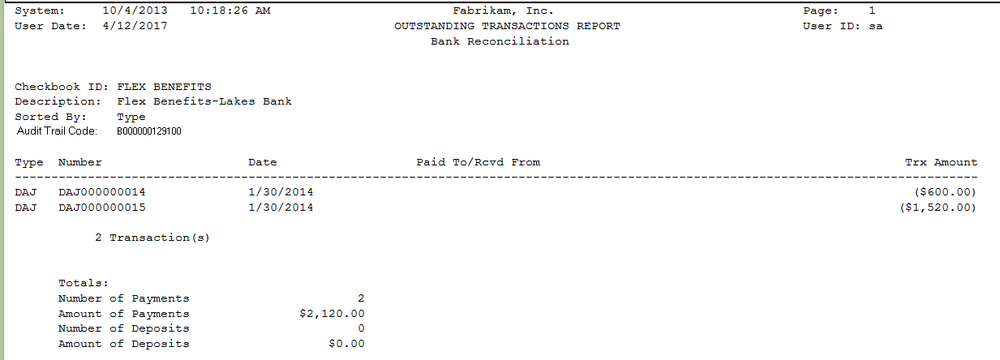 System: 10/4/2013 10:18:26 AM Fabrikam, Inc. Page: 1
User Date: 4/12/2017 OUTSTANDING TRANSACTIONS REPORT User ID: sa
Bank Reconciliation
Checkbook ID: FLEX BENEFITS
Description: Flex Benefits-Lakes Bank
Sorted By: Type
Audit Trail Code: B000000129100
Type Number Date Paid To/Rcvd From Trx Amount
DAJ DAJ000000014 1/30/2014 ($600.00)
DAJ DAJ000000015 1/30/2014 ($1,520.00)
2 Transaction(s)
Totals:
Number of Payments 2
Amount of Payments $2,120.00
Number of Deposits 0
Amount of Deposits $0.00